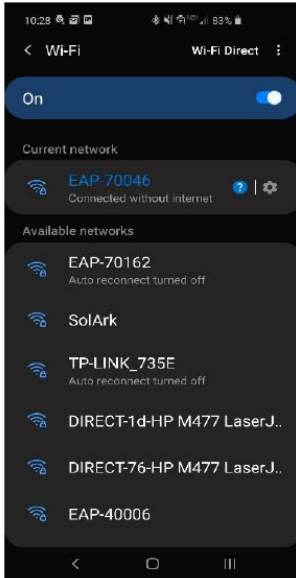 10:28 83%
Wi-Fi Wi-Fi Direct
On
Current network
EAP-70046
Connected without internet
Available networks
EAP-70162
Auto reconnect turned off
SolArk
TP-LINK_735E
Auto reconnect turned off
DIRECT-1d-HP M477 LaserJ..
DIRECT-76-HP M477 LaserJ..
EAP-40006